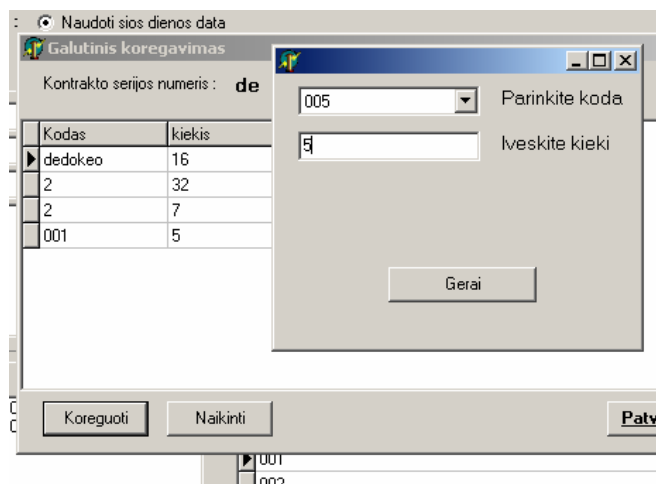 : Naudoti sios dienos data
Galutinis koregavimas
Kontrakto serijos numeris : de
005 Parinkite koda
5 Iveskite kieki
Kodas kiekis
dedokeo 16
2 32
2 7
001 5
Gerai
Koreguoti Naikinti Patv
001
002